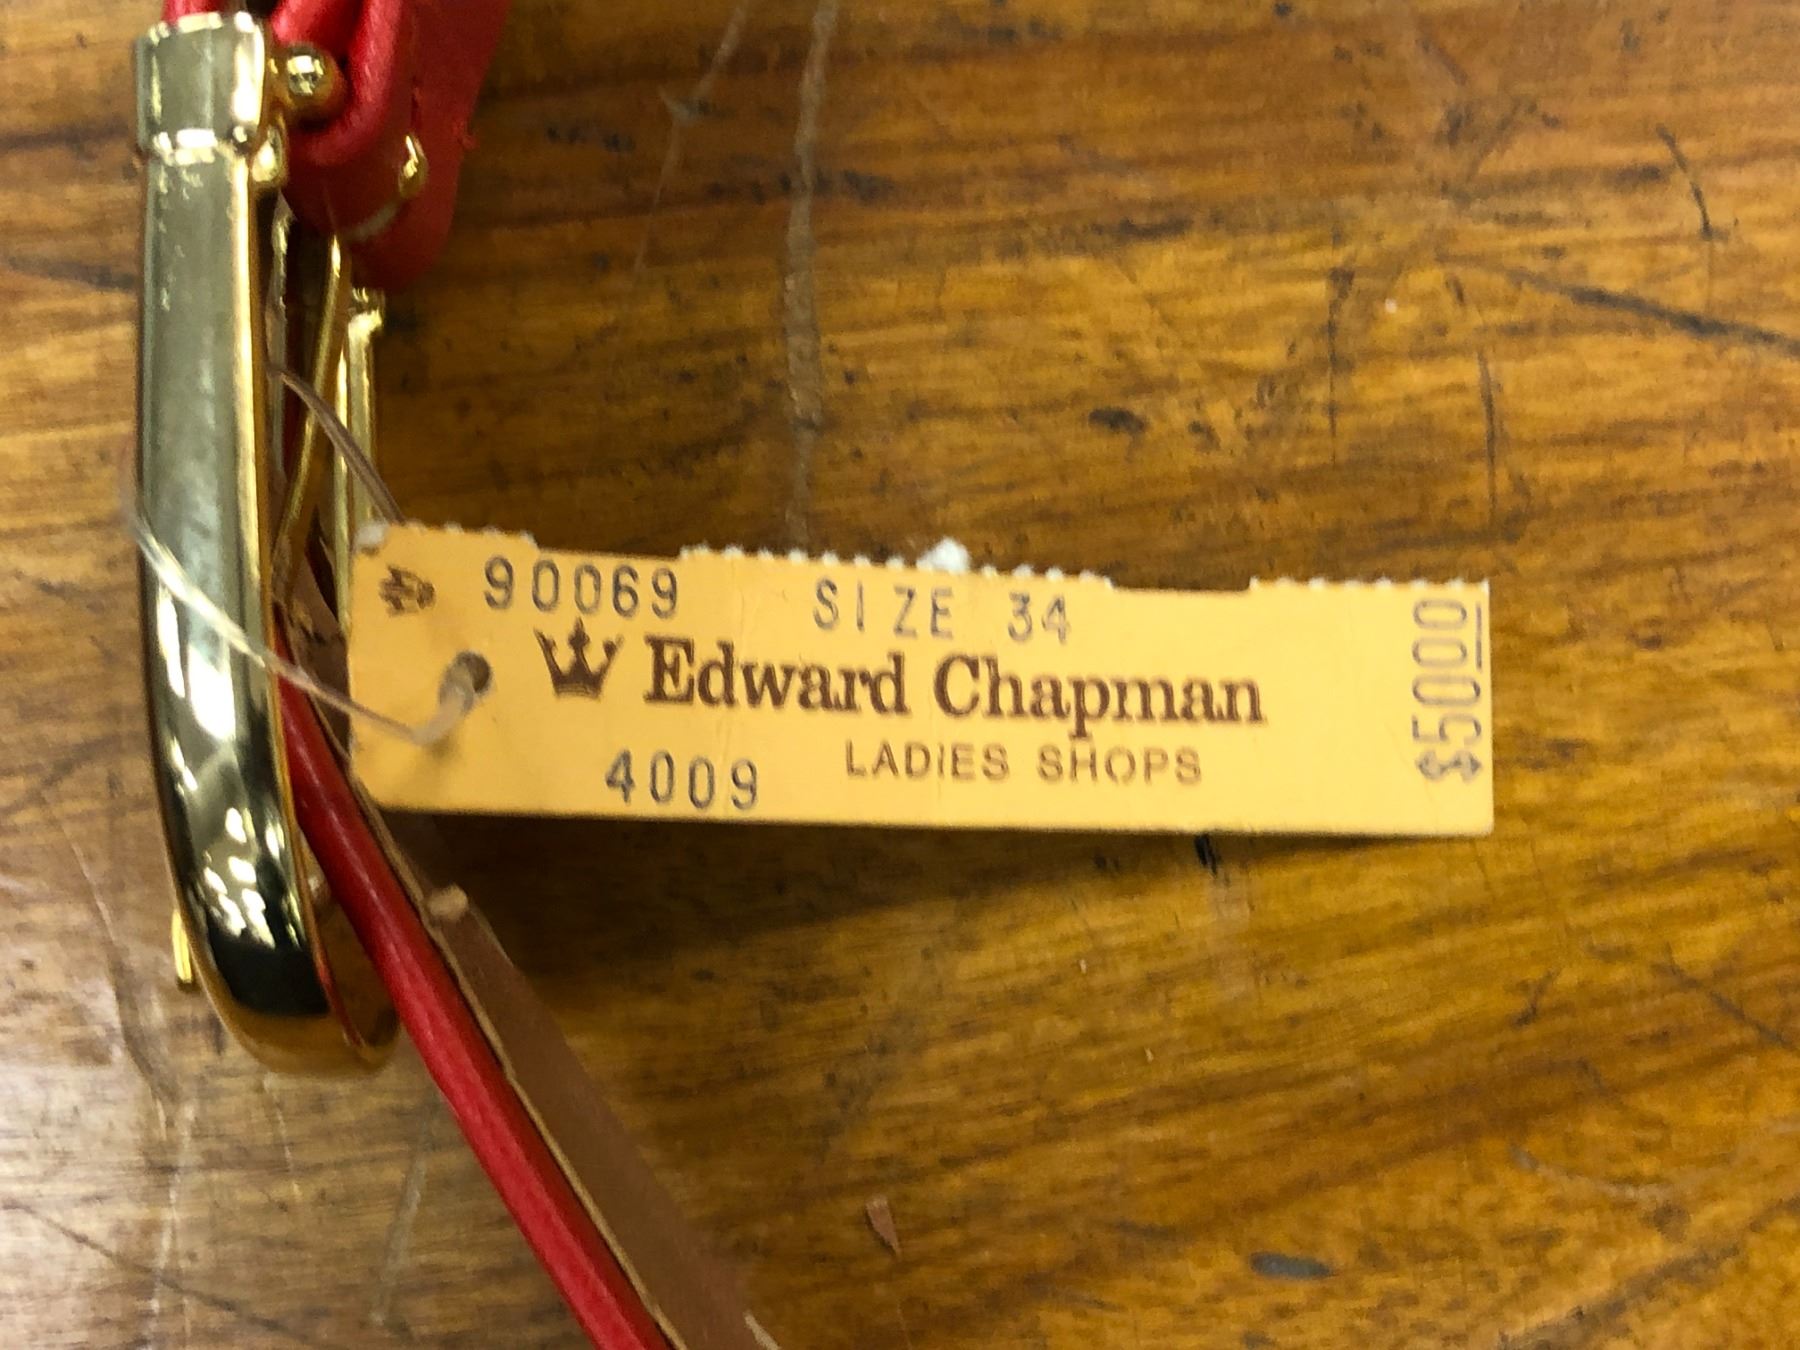 90069 SIZE 34
Edward Chapman
LADIES SHOPS
4009
$5000